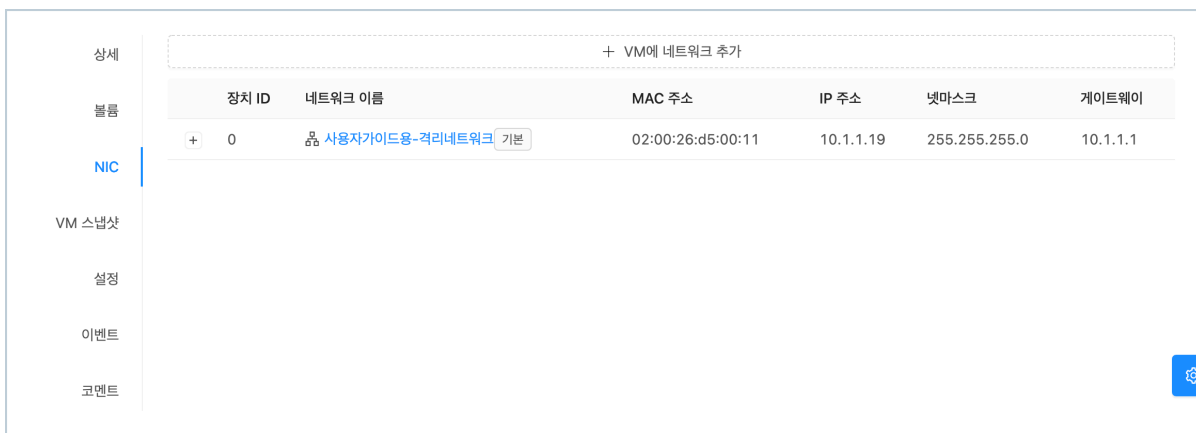 상세
볼륨
NIC
VM 스냅샷
설정
이벤트
코멘트
+ VM에 네트워크 추가
장치 ID 네트워크 이름 MAC 주소 IP 주소 넷마스크 게이트웨이
+ 0 사용자가이드용-격리네트워크 기본 02:00:26:d5:00:11 10.1.1.19 255.255.255.0 10.1.1.1